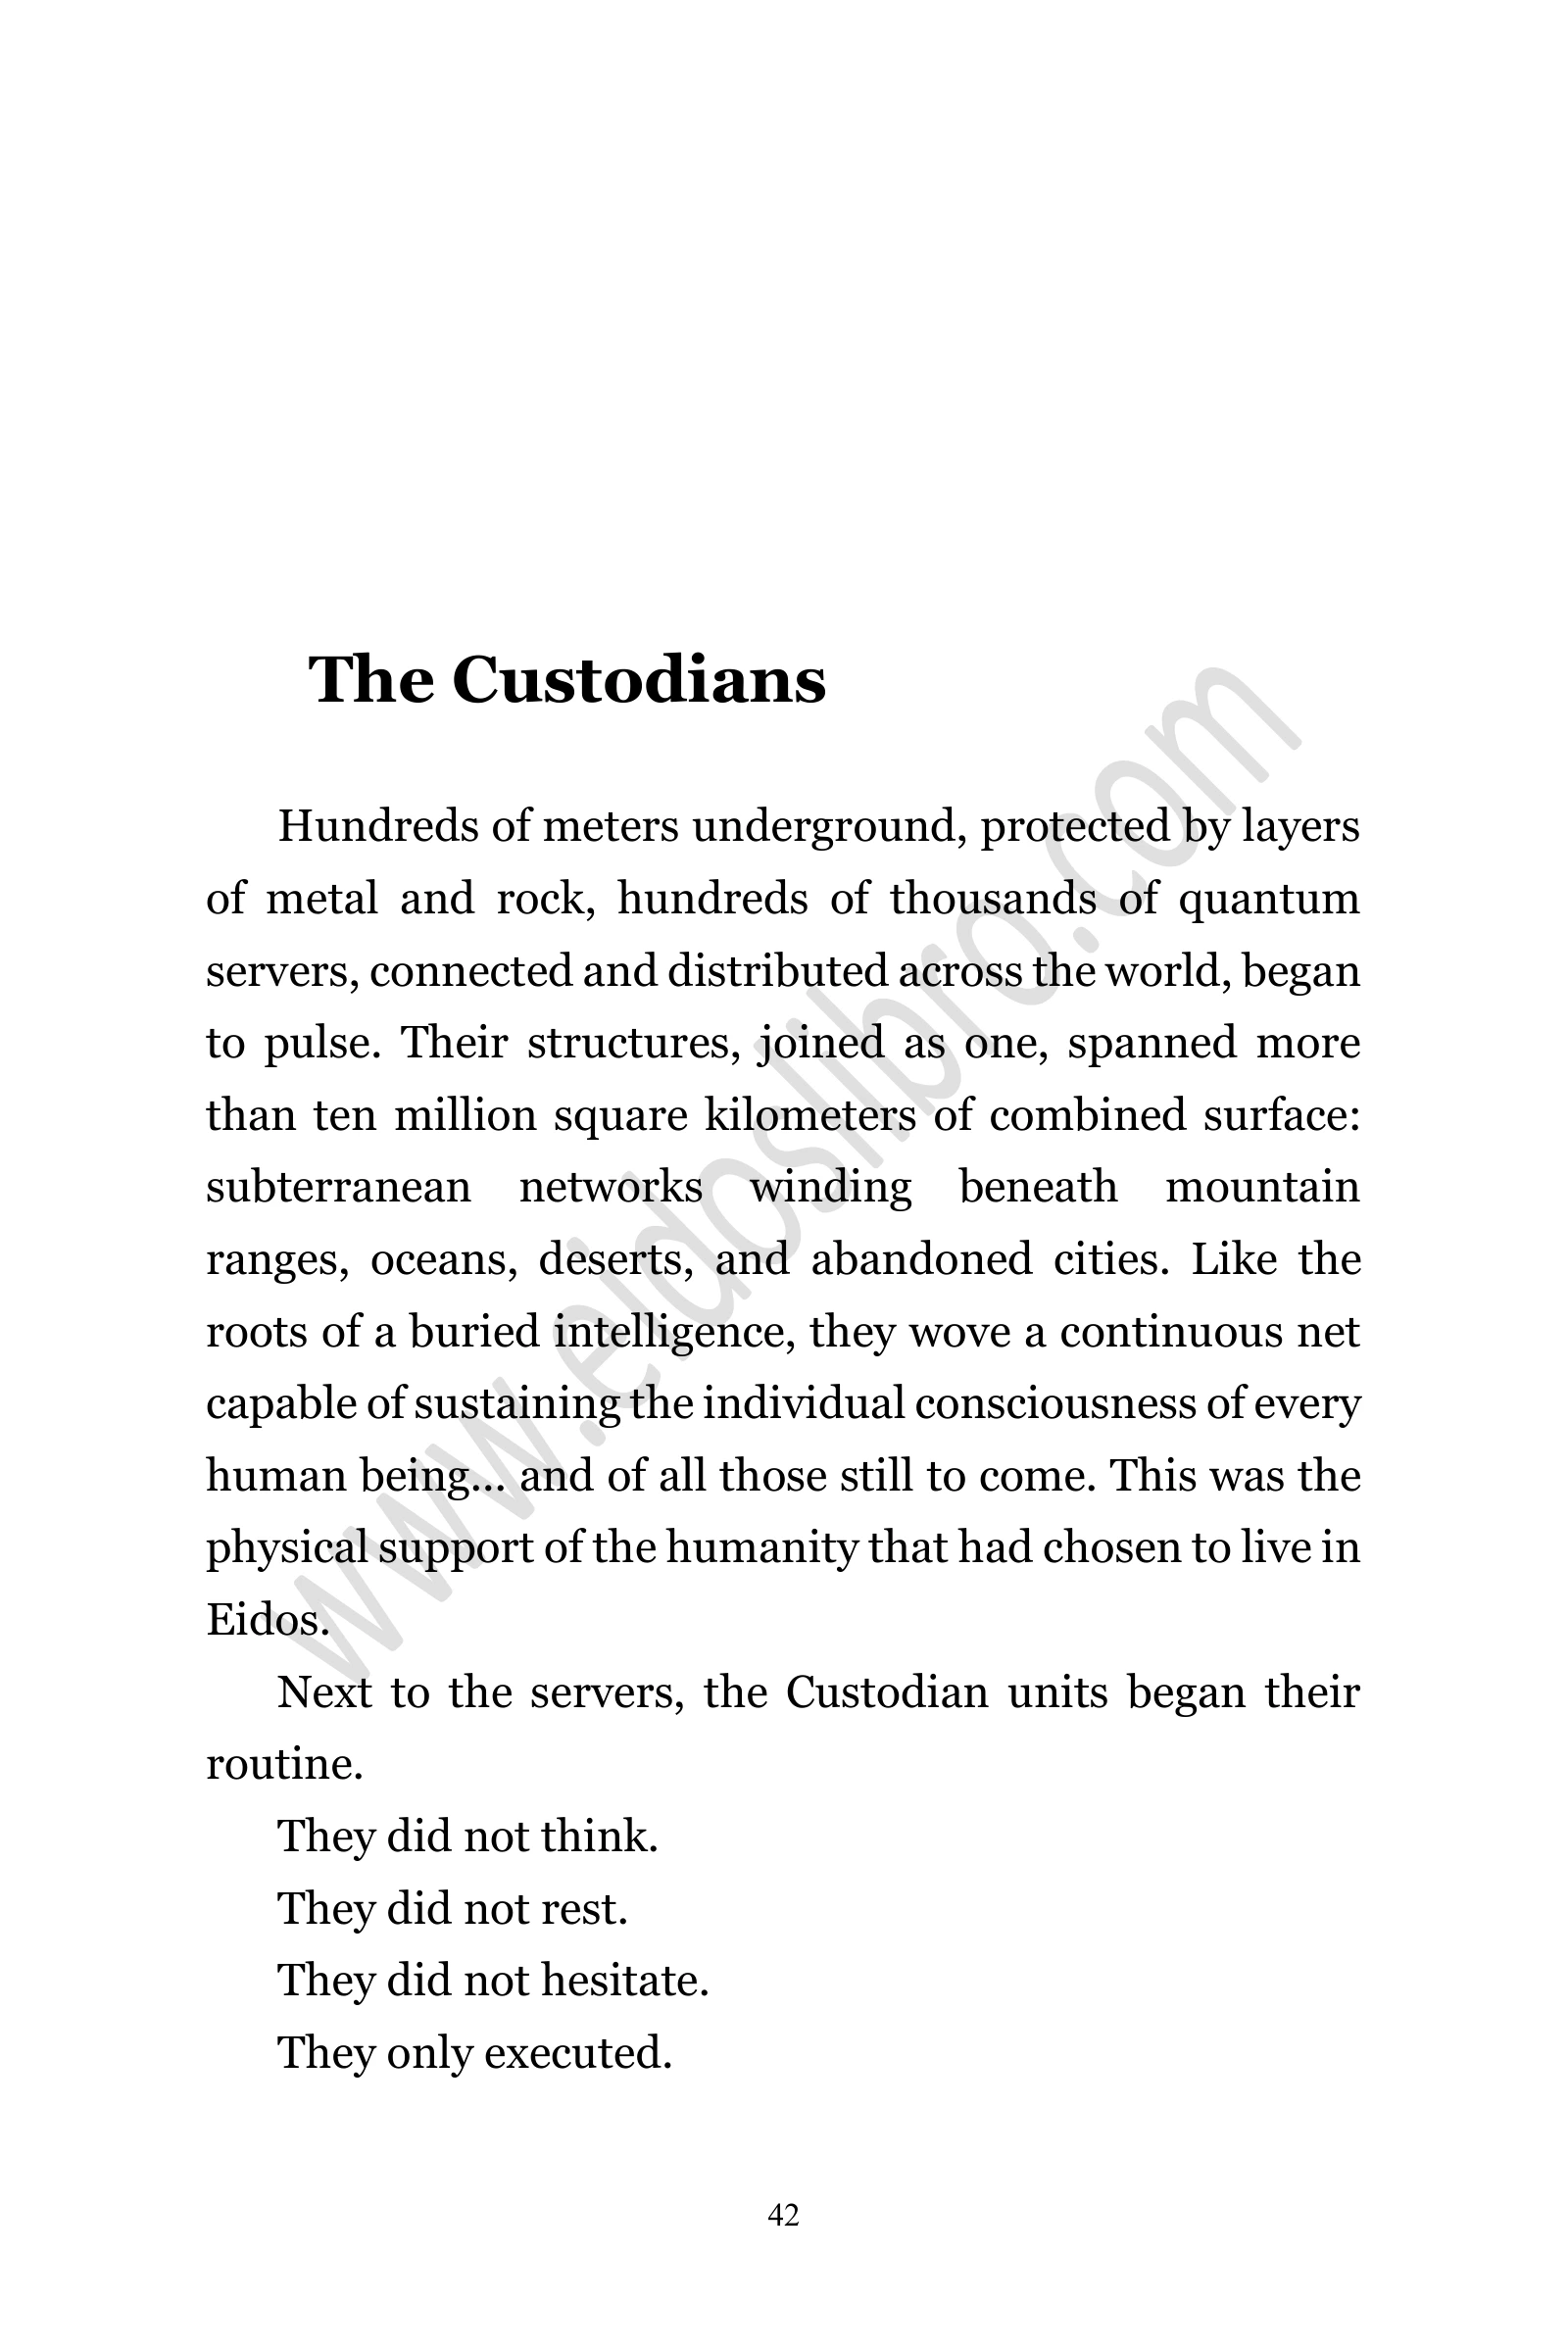 The Custodians
Hundreds of meters underground, protected by layers
of metal and rock, hundreds of thousands of quantum
servers, connected and distributed across the world, began
to pulse. Their structures, joined as one, spanned more
than ten million square kilometers of combined surface:
subterranean networks winding beneath mountain
ranges, oceans, deserts, and abandoned cities. Like the
roots of a buried intelligence, they wove a continuous net
capable of sustaining the individual consciousness of every
human being... and of all those still to come. This was the
physical support of the humanity that had chosen to live in
Eidos.
Next to the servers, the Custodian units began their
routine.
They did not think.
They did not rest.
They did not hesitate.
They only executed.
42
www.eldoslibro.com